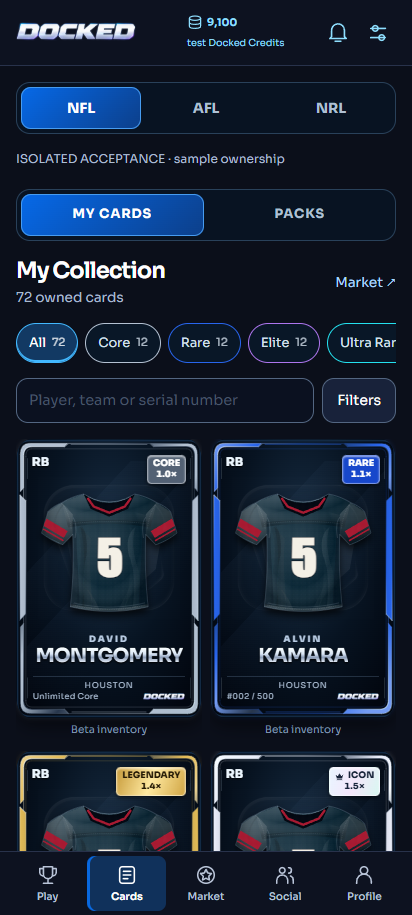 DOCKED
9,100
test Docked Credits
NFL AFL NRL
ISOLATED ACCEPTANCE · sample ownership
MY CARDS PACKS
My Collection
72 owned cards
Market ↗
All 72 Core 12 Rare 12 Elite 12 Ultra Rar
Player, team or serial number
Filters
RB
CORE
1.0×
5
DAVID
MONTGOMERY
HOUSTON
Unlimited Core DOCKED
Beta inventory
RB
RARE
1.1×
5
ALVIN
KAMARA
HOUSTON
#002 / 500 DOCKED
Beta inventory
RB
LEGENDARY
1.4×
RB
ICON
1.5×
Play Cards Market Social Profile